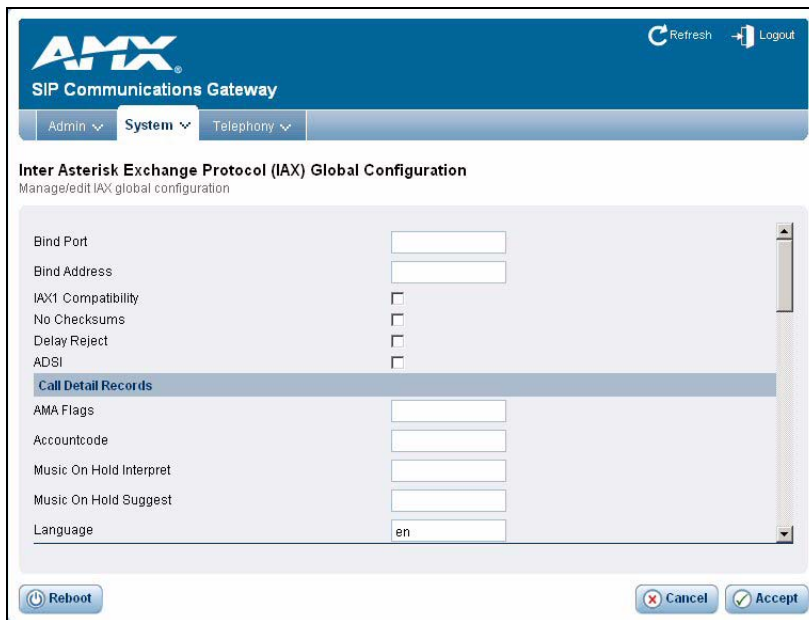 AMX®
Refresh Logout
SIP Communications Gateway
Admin System Telephony
Inter Asterisk Exchange Protocol (IAX) Global Configuration
Manage/edit IAX global configuration
Bind Port
Bind Address
IAX1 Compatibility
No Checksums
Delay Reject
ADSI
Call Detail Records
AMA Flags
Accountcode
Music On Hold Interpret
Music On Hold Suggest
Language en
Reboot Cancel Accept